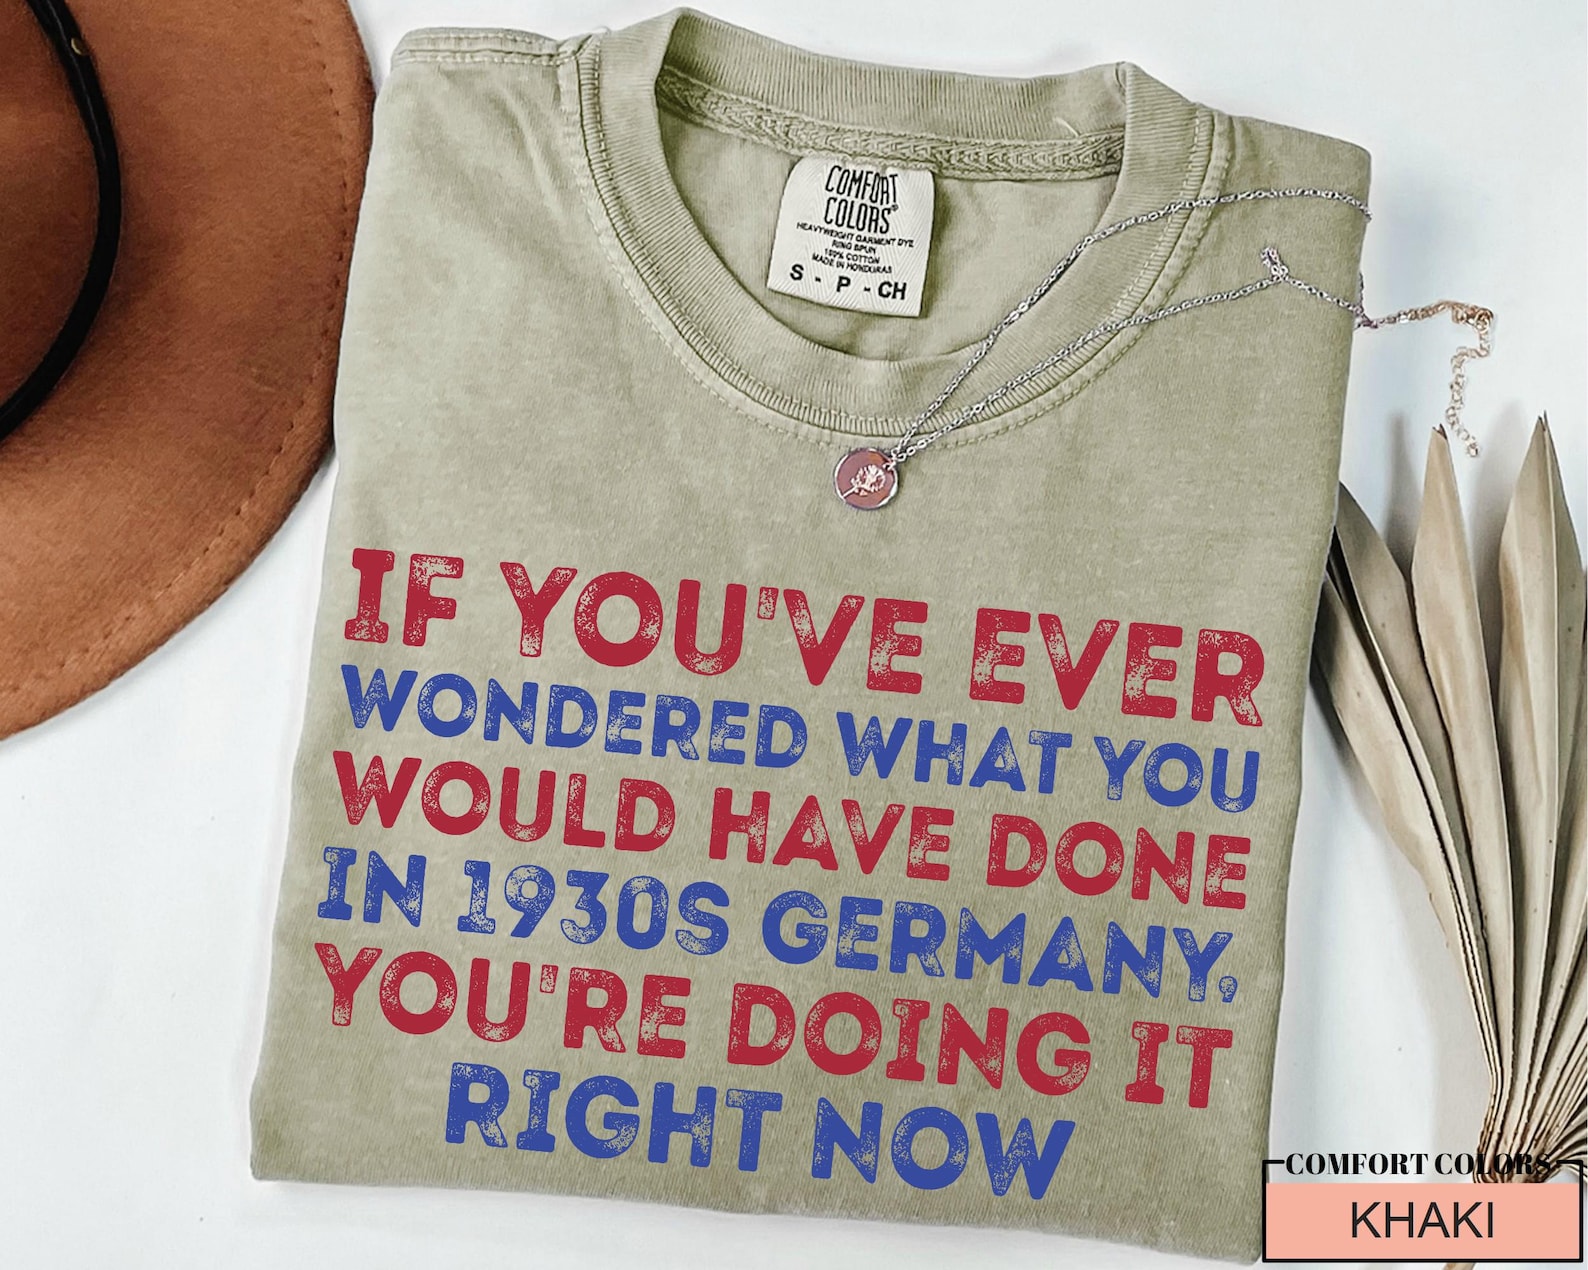 COMFORT
COLORS®
HEAVYWEIGHT GARMENT DYE
RING SPUN
100% COTTON
MADE IN HONDURAS
S - P - CH
IF YOU'VE EVER
WONDERED WHAT YOU
WOULD HAVE DONE
IN 1930S GERMANY,
YOU'RE DOING IT
RIGHT NOW
COMFORT COLORS
KHAKI